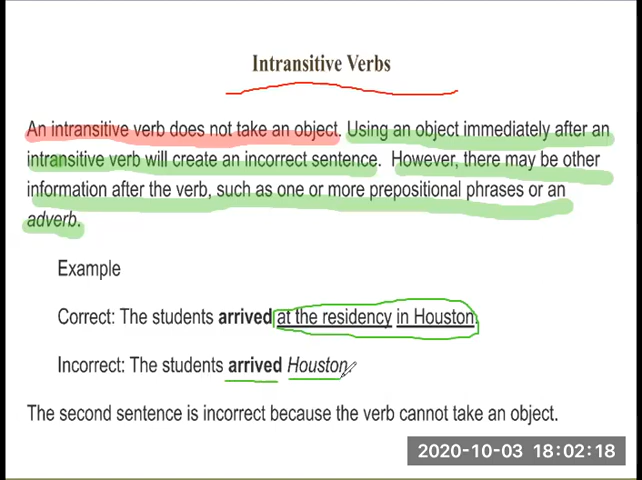 Intransitive Verbs
An intransitive verb does not take an object. Using an object immediately after an
intransitive verb will create an incorrect sentence. However, there may be other
information after the verb, such as one or more prepositional phrases or an
adverb.
Example
Correct: The students arrived at the residency in Houston.
Incorrect: The students arrived Houston.
The second sentence is incorrect because the verb cannot take an object.
2020-10-03 18:02:18